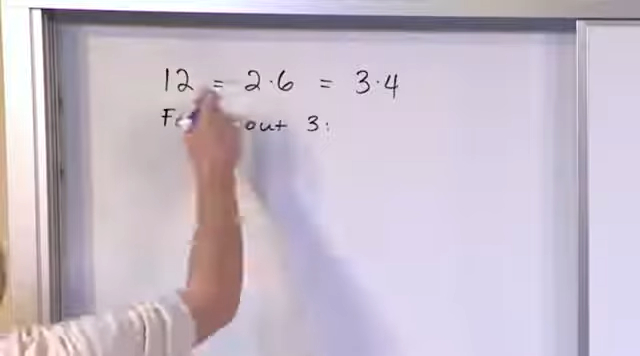 12 = 2·6 = 3·4
out 3: